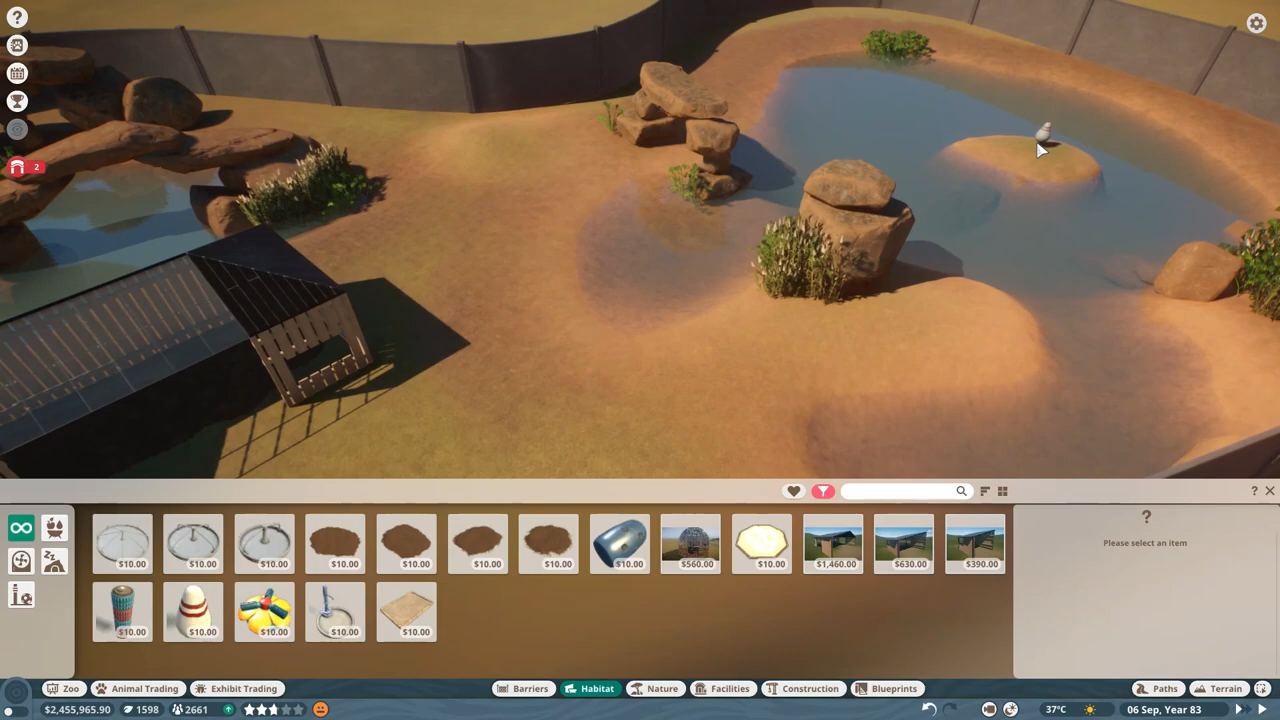 2
? ×
?
Please select an item
$10.00 $10.00 $10.00 $10.00 $10.00 $10.00 $10.00 $10.00 $560.00 $10.00 $1,460.00 $630.00 $390.00
$10.00 $10.00 $10.00 $10.00 $10.00
Zoo Animal Trading Exhibit Trading Barriers Habitat Nature Facilities Construction Blueprints Paths Terrain
$2,455,965.90 1598 2661 37°C 06 Sep, Year 83